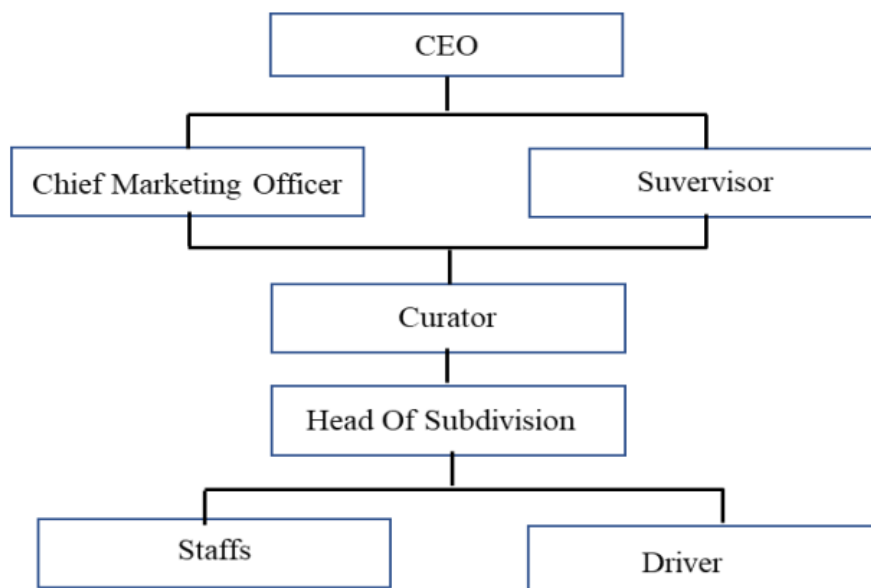 CEO
Chief Marketing Officer
Suvervisor
Curator
Head Of Subdivision
Staffs
Driver